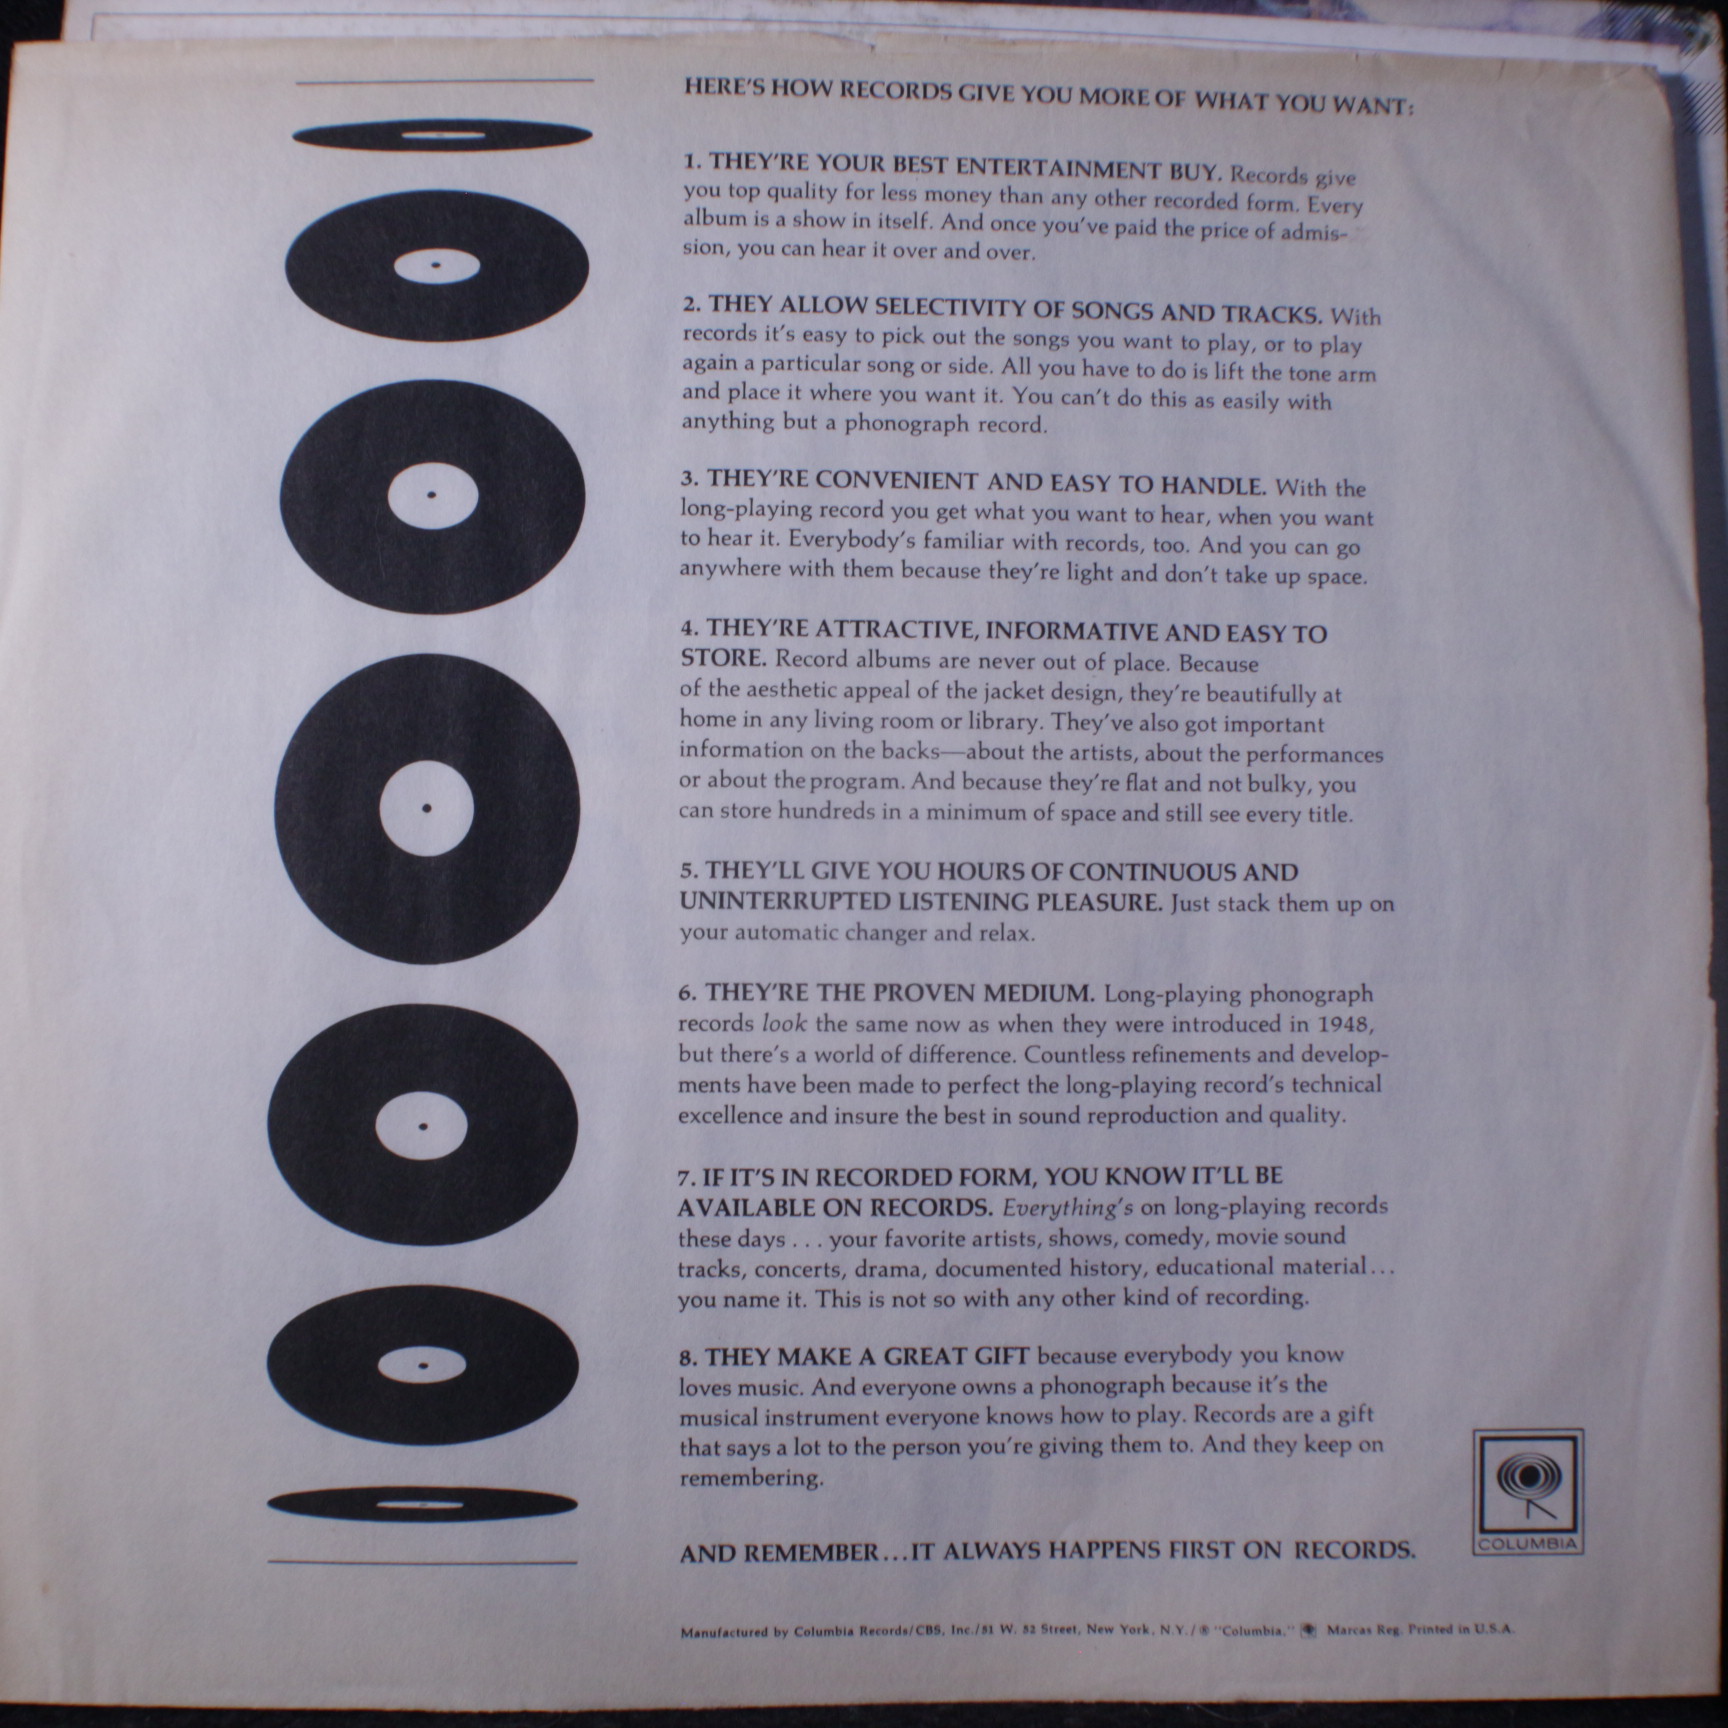 HERE'S HOW RECORDS GIVE YOU MORE OF WHAT YOU WANT:
1. THEY'RE YOUR BEST ENTERTAINMENT BUY. Records give
you top quality for less money than any other recorded form. Every
album is a show in itself. And once you've paid the price of admis-
sion, you can hear it over and over.
2. THEY ALLOW SELECTIVITY OF SONGS AND TRACKS. With
records it's easy to pick out the songs you want to play, or to play
again a particular song or side. All you have to do is lift the tone arm
and place it where you want it. You can't do this as easily with
anything but a phonograph record.
3. THEY'RE CONVENIENT AND EASY TO HANDLE. With the
long-playing record you get what you want to hear, when you want
to hear it. Everybody's familiar with records, too. And you can go
anywhere with them because they're light and don't take up space.
4. THEY'RE ATTRACTIVE, INFORMATIVE AND EASY TO
STORE. Record albums are never out of place. Because
of the aesthetic appeal of the jacket design, they're beautifully at
home in any living room or library. They've also got important
information on the backs—about the artists, about the performances
or about the program. And because they're flat and not bulky, you
can store hundreds in a minimum of space and still see every title.
5. THEY'LL GIVE YOU HOURS OF CONTINUOUS AND
UNINTERRUPTED LISTENING PLEASURE. Just stack them up on
your automatic changer and relax.
6. THEY'RE THE PROVEN MEDIUM. Long-playing phonograph
records look the same now as when they were introduced in 1948,
but there's a world of difference. Countless refinements and develop-
ments have been made to perfect the long-playing record's technical
excellence and insure the best in sound reproduction and quality.
7. IF IT'S IN RECORDED FORM, YOU KNOW IT'LL BE
AVAILABLE ON RECORDS. Everything's on long-playing records
these days . . . your favorite artists, shows, comedy, movie sound
tracks, concerts, drama, documented history, educational material...
you name it. This is not so with any other kind of recording.
8. THEY MAKE A GREAT GIFT because everybody you know
loves music. And everyone owns a phonograph because it's the
musical instrument everyone knows how to play. Records are a gift
that says a lot to the person you're giving them to. And they keep on
remembering.
AND REMEMBER...IT ALWAYS HAPPENS FIRST ON RECORDS.
COLUMBIA
Manufactured by Columbia Records/CBS, Inc./51 W. 52 Street, New York, N.Y./® "Columbia," Marcas Reg. Printed in U.S.A.